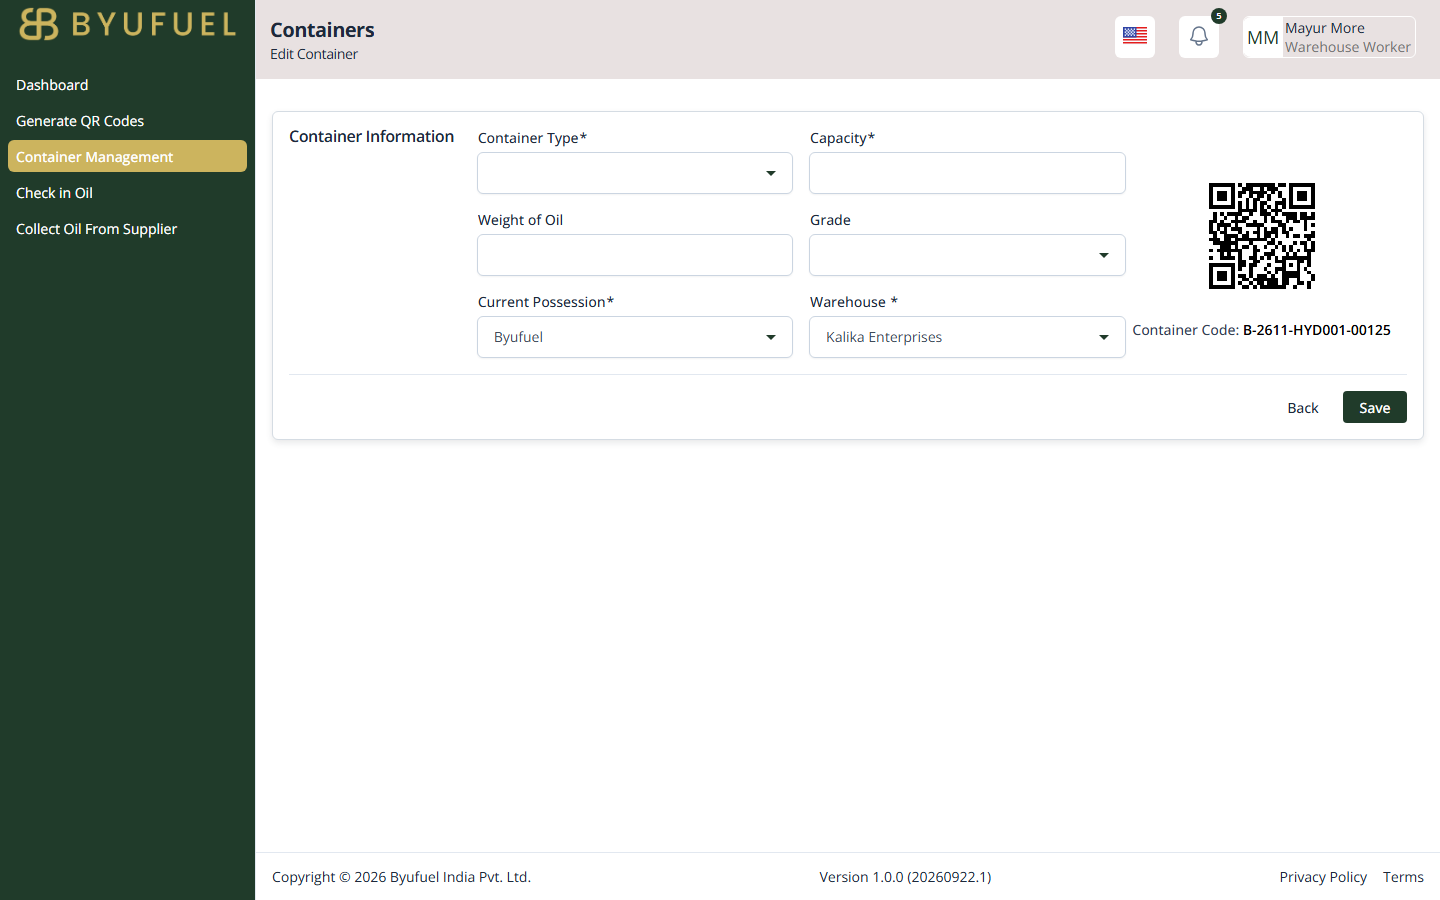 BYUFUEL
Dashboard
Generate QR Codes
Container Management
Check in Oil
Collect Oil From Supplier
Containers
Edit Container
5
MM
Mayur More
Warehouse Worker
Container Information
Container Type*
Capacity*
Weight of Oil
Grade
Current Possession*
Warehouse *
Byufuel
Kalika Enterprises
Container Code: B-2611-HYD001-00125
Back
Save
Copyright © 2026 Byufuel India Pvt. Ltd.
Version 1.0.0 (20260922.1)
Privacy Policy
Terms